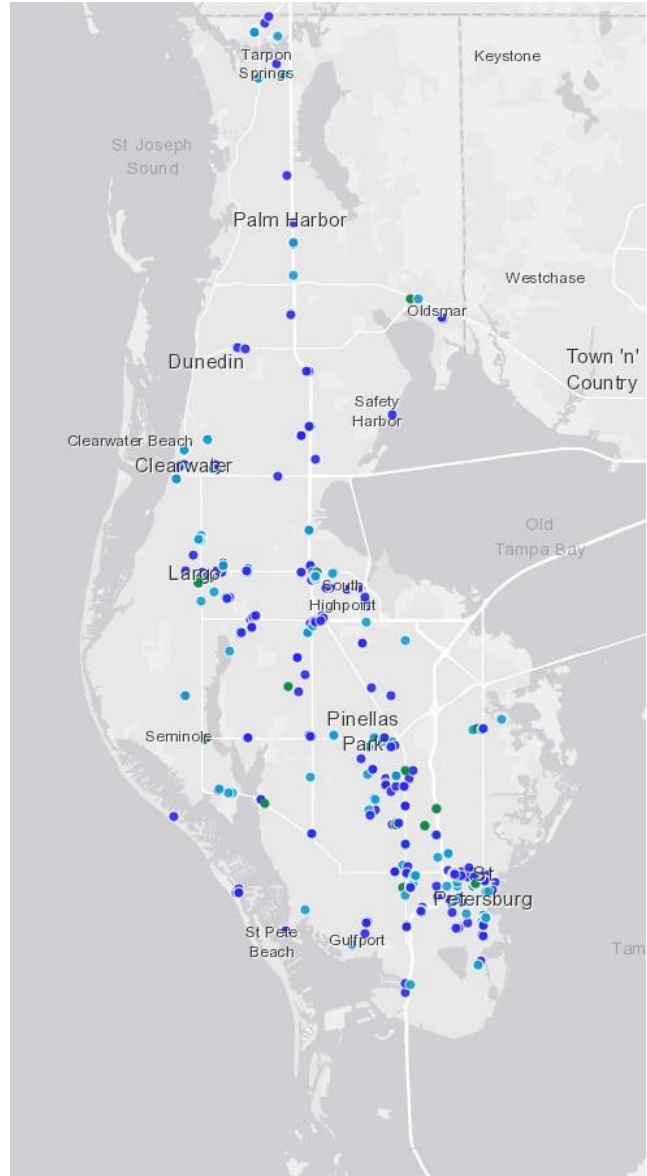 Keystone
Tarpon
Springs
St Joseph
Sound
Palm Harbor
Westchase
Oldsmar
Dunedin
Town 'n'
Country
Safety
Harbor
Clearwater Beach
Clearwater
Old
Tampa Bay
Largo
South
Highpoint
Pinellas
Park
Seminole
St
Petersburg
St Pete
Beach
Gulfport
Tam